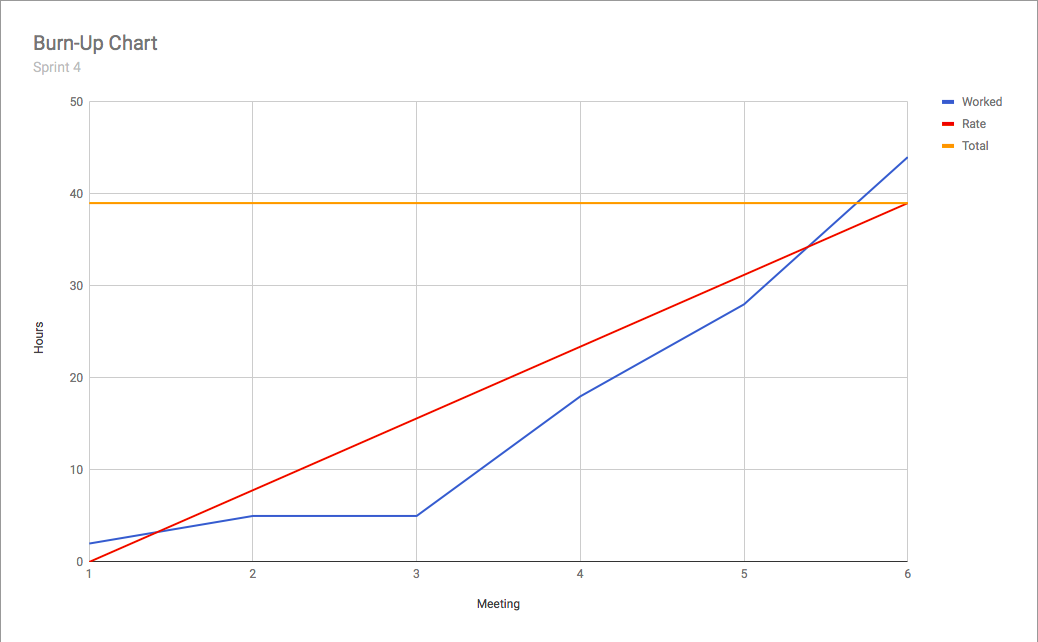 Burn-Up Chart
Sprint 4
Worked
Rate
Total
50
40
30
20
10
0
Hours
1 2 3 4 5 6
Meeting